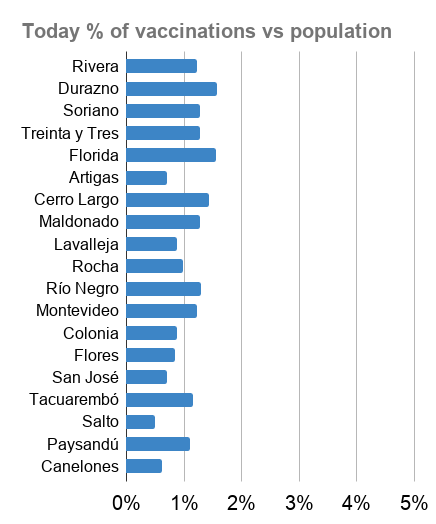 Today % of vaccinations vs population
Rivera
Durazno
Soriano
Treinta y Tres
Florida
Artigas
Cerro Largo
Maldonado
Lavalleja
Rocha
Río Negro
Montevideo
Colonia
Flores
San José
Tacuarembó
Salto
Paysandú
Canelones
0% 1% 2% 3% 4% 5%